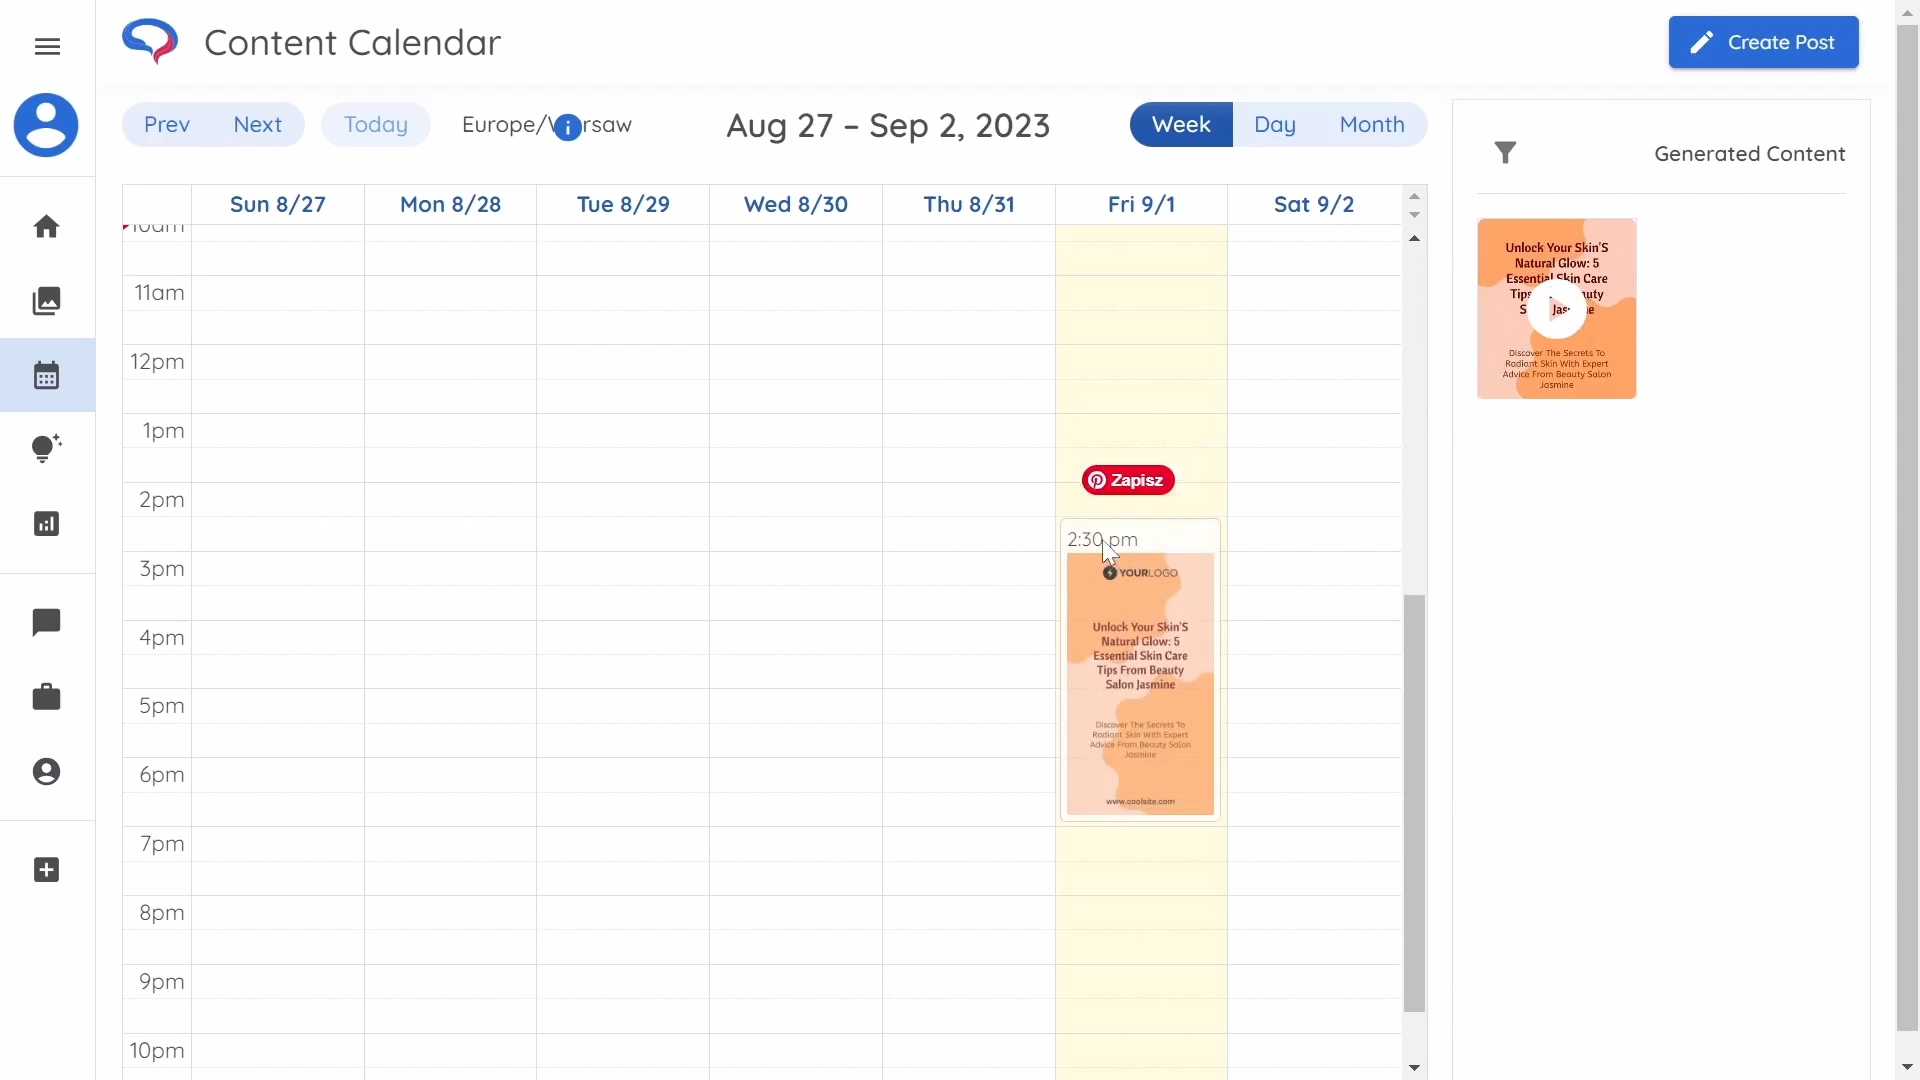 Content Calendar
Create Post
Prev
Next
Today
Europe/
rsaw
Aug 27 – Sep 2, 2023
Week
Day
Month
Generated Content
Sun 8/27
Mon 8/28
Tue 8/29
Wed 8/30
Thu 8/31
Fri 9/1
Sat 9/2
10am
11am
12pm
1pm
2pm
3pm
4pm
5pm
6pm
7pm
8pm
9pm
10pm
Zapisz
2:30 pm
YOURLOGO
Unlock Your Skin'S
Natural Glow: 5
Essential Skin Care
Tips From Beauty
Salon Jasmine
Discover The Secrets To
Radiant Skin With Expert
Advice From Beauty Salon
Jasmine
www.coolsite.com
Unlock Your Skin'S
Natural Glow: 5
Essential Skin Care
Tips
Discover The Secrets To
Radiant Skin With Expert
Advice From Beauty Salon
Jasmine